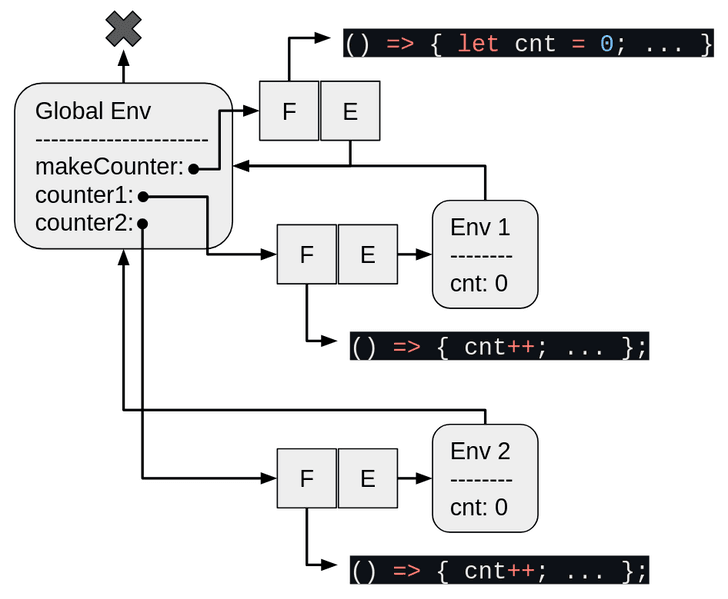 () => { let cnt = 0; ... }
Global Env
-----------------------
makeCounter:
counter1:
counter2:
F E
F E
Env 1
--------
cnt: 0
() => { cnt++; ... };
F E
Env 2
--------
cnt: 0
() => { cnt++; ... };